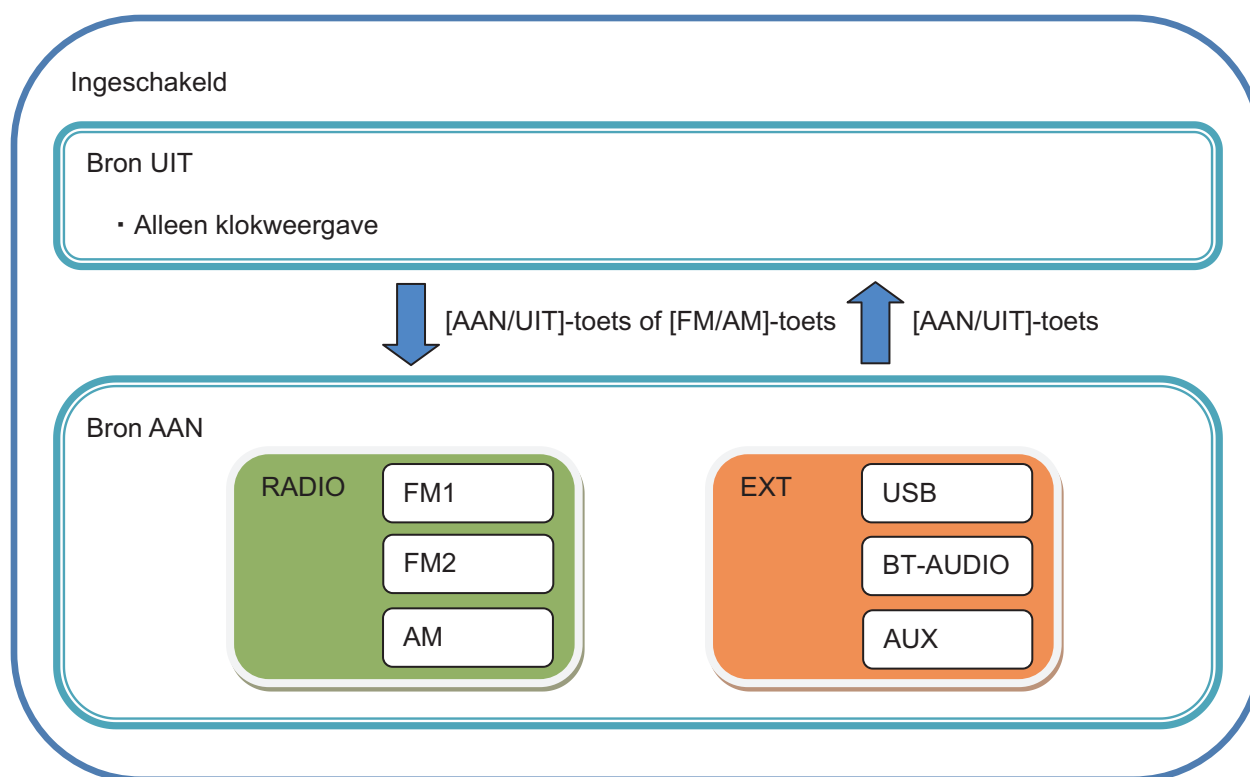 Ingeschakeld
Bron UIT
・Alleen klokweergave
[AAN/UIT]-toets of [FM/AM]-toets
[AAN/UIT]-toets
Bron AAN
RADIO
FM1
FM2
AM
EXT
USB
BT-AUDIO
AUX